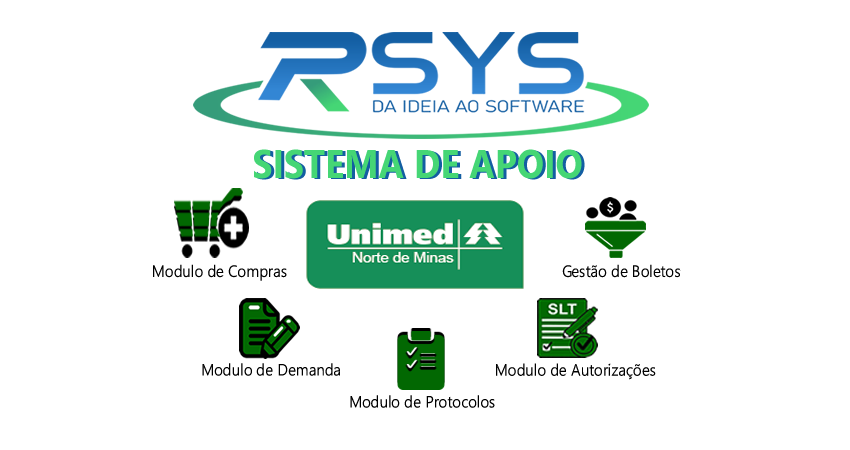 RSYS
DA IDEIA AO SOFTWARE
SISTEMA DE APOIO
Unimed
Norte de Minas
Modulo de Compras
$
Gestão de Boletos
Modulo de Demanda
SLT
Modulo de Autorizações
Modulo de Protocolos